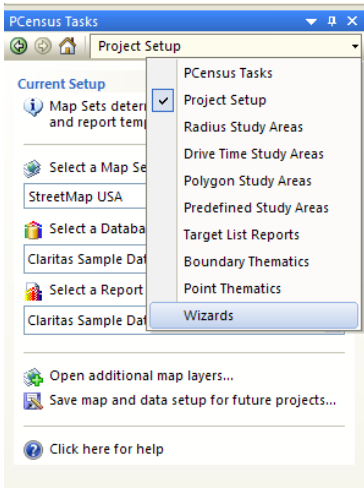 PCensus Tasks
Project Setup
PCensus Tasks
Project Setup
Radius Study Areas
Drive Time Study Areas
Polygon Study Areas
Predefined Study Areas
Target List Reports
Boundary Thematics
Point Thematics
Wizards
Current Setup
Map Sets deter
and report tem
Select a Map Se
StreetMap USA
Select a Databa
Claritas Sample Dat
Select a Report
Claritas Sample Dat
Open additional map layers...
Save map and data setup for future projects...
Click here for help